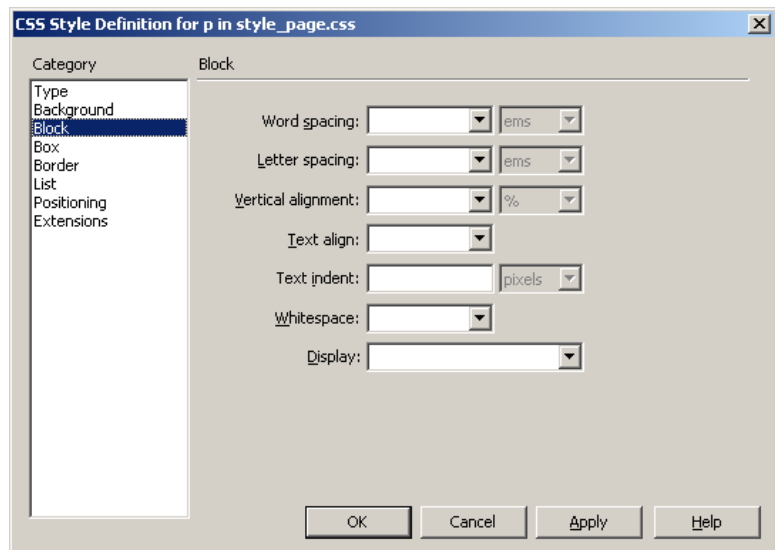 CSS Style Definition for p in style_page.css
Category
Block
Type
Background
Block
Box
Border
List
Positioning
Extensions
Word spacing: ems
Letter spacing: ems
Vertical alignment: %
Text align:
Text indent: pixels
Whitespace:
Display:
OK Cancel Apply Help